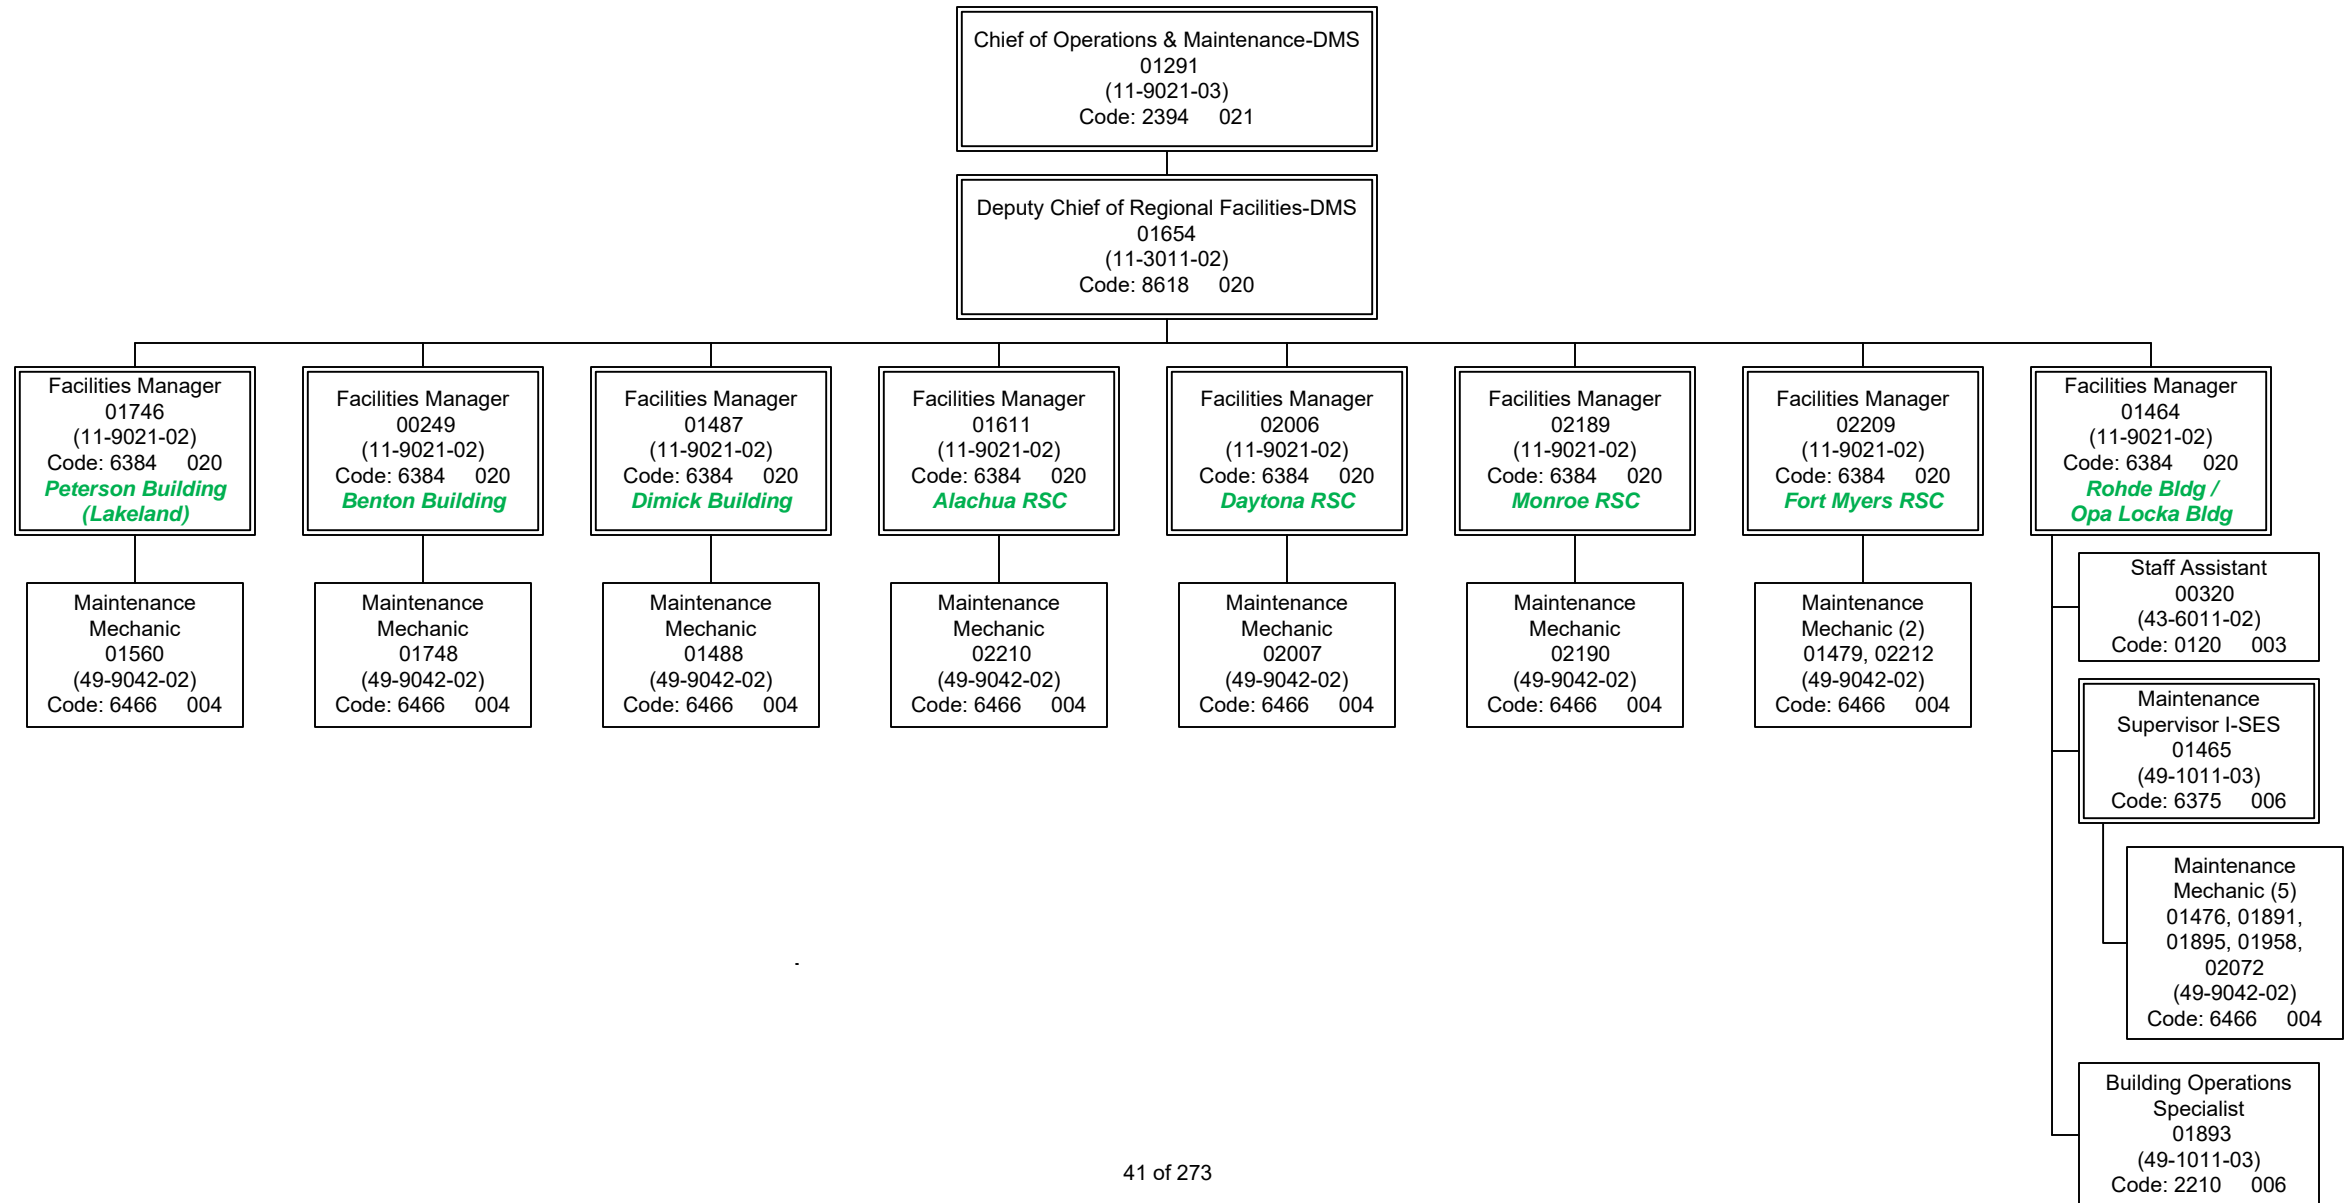 Chief of Operations & Maintenance-DMS
01291
(11-9021-03)
Code: 2394 021
Deputy Chief of Regional Facilities-DMS
01654
(11-3011-02)
Code: 8618 020
Facilities Manager
01746
(11-9021-02)
Code: 6384 020
Peterson Building
(Lakeland)
Facilities Manager
00249
(11-9021-02)
Code: 6384 020
Benton Building
Facilities Manager
01487
(11-9021-02)
Code: 6384 020
Dimick Building
Facilities Manager
01611
(11-9021-02)
Code: 6384 020
Alachua RSC
Facilities Manager
02006
(11-9021-02)
Code: 6384 020
Daytona RSC
Facilities Manager
02189
(11-9021-02)
Code: 6384 020
Monroe RSC
Facilities Manager
02209
(11-9021-02)
Code: 6384 020
Fort Myers RSC
Facilities Manager
01464
(11-9021-02)
Code: 6384 020
Rohde Bldg /
Opa Locka Bldg
Maintenance
Mechanic
01560
(49-9042-02)
Code: 6466 004
Maintenance
Mechanic
01748
(49-9042-02)
Code: 6466 004
Maintenance
Mechanic
01488
(49-9042-02)
Code: 6466 004
Maintenance
Mechanic
02210
(49-9042-02)
Code: 6466 004
Maintenance
Mechanic
02007
(49-9042-02)
Code: 6466 004
Maintenance
Mechanic
02190
(49-9042-02)
Code: 6466 004
Maintenance
Mechanic (2)
01479, 02212
(49-9042-02)
Code: 6466 004
Staff Assistant
00320
(43-6011-02)
Code: 0120 003
Maintenance
Supervisor I-SES
01465
(49-1011-03)
Code: 6375 006
Maintenance
Mechanic (5)
01476, 01891,
01895, 01958,
02072
(49-9042-02)
Code: 6466 004
Building Operations
Specialist
01893
(49-1011-03)
Code: 2210 006
41 of 273